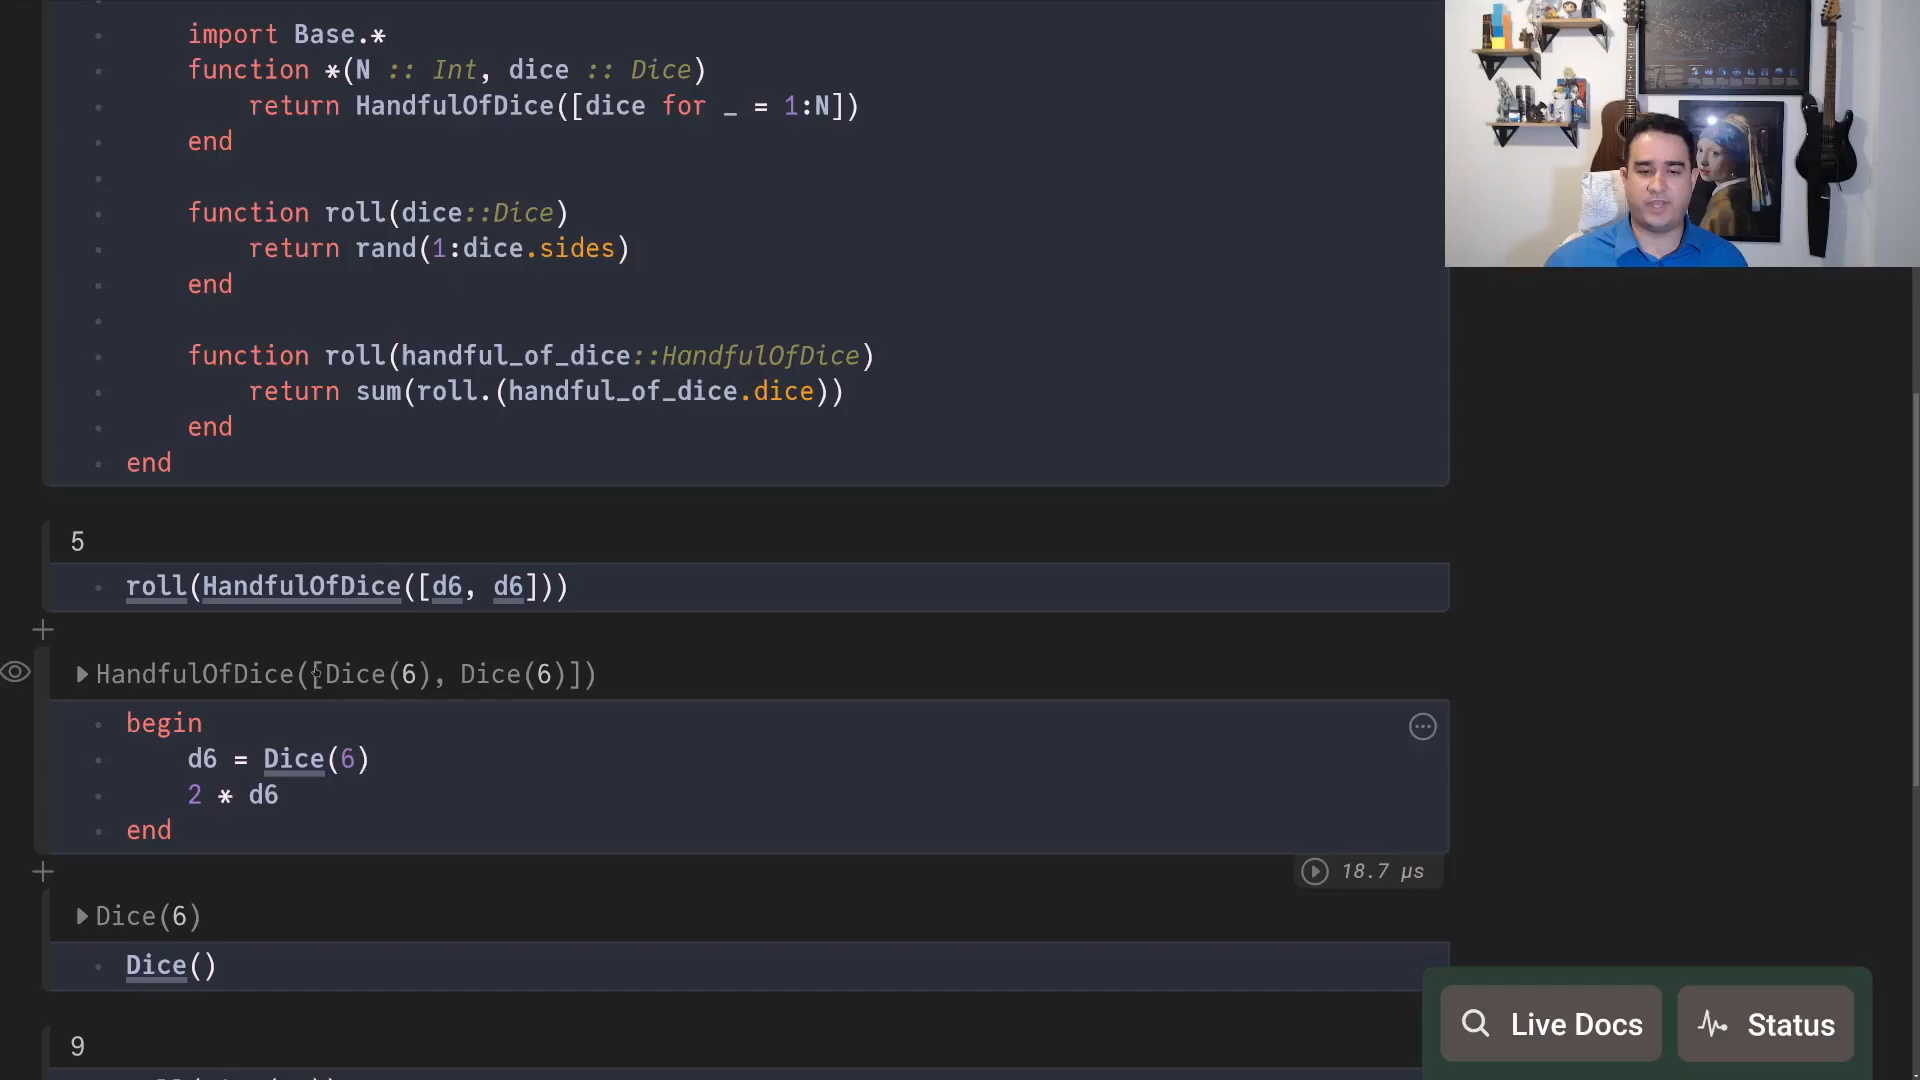 import Base.*
function *(N :: Int, dice :: Dice)
return HandfulOfDice([dice for _ = 1:N])
end
function roll(dice::Dice)
return rand(1:dice.sides)
end
function roll(handful_of_dice::HandfulOfDice)
return sum(roll.(handful_of_dice.dice))
end
end
5
roll(HandfulOfDice([d6, d6]))
HandfulOfDice([Dice(6), Dice(6)])
begin
d6 = Dice(6)
2 * d6
end
18.7 μs
Dice(6)
Dice()
9
Live Docs
Status